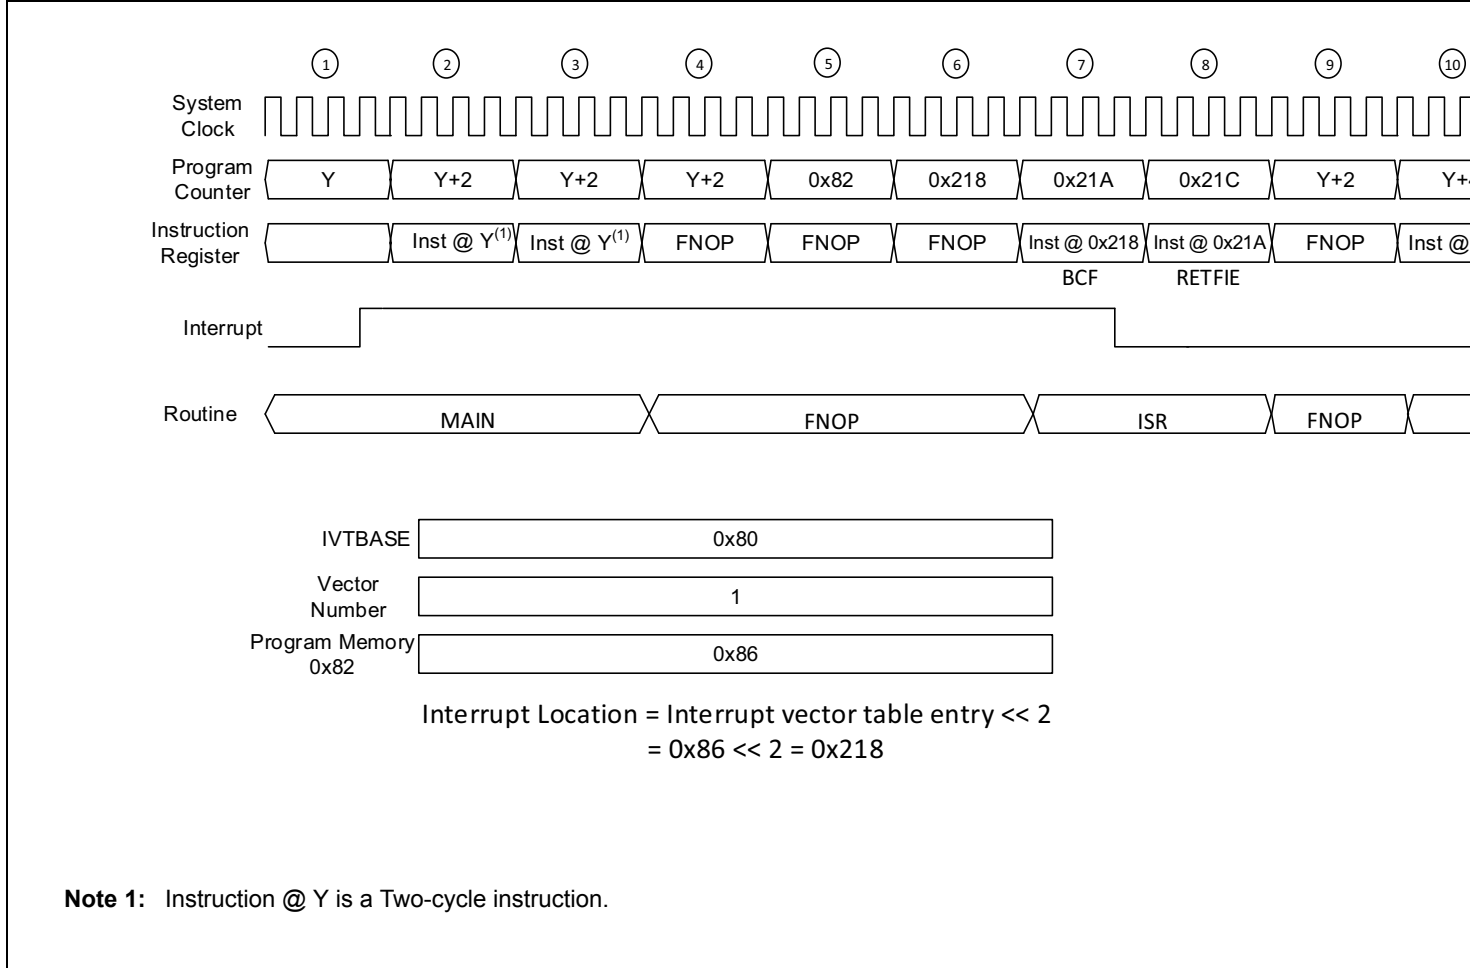 1 2 3 4 5 6 7 8 9 10
System
Clock
Program
Counter
Y Y+2 Y+2 Y+2 0x82 0x218 0x21A 0x21C Y+2 Y+
Instruction
Register
Inst @ Y(1) Inst @ Y(1) FNOP FNOP FNOP Inst @ 0x218 Inst @ 0x21A FNOP Inst @
BCF RETFIE
Interrupt
Routine MAIN FNOP ISR FNOP
IVTBASE 0x80
Vector
Number
1
Program Memory
0x82
0x86
Interrupt Location = Interrupt vector table entry << 2
= 0x86 << 2 = 0x218
Note 1: Instruction @ Y is a Two-cycle instruction.